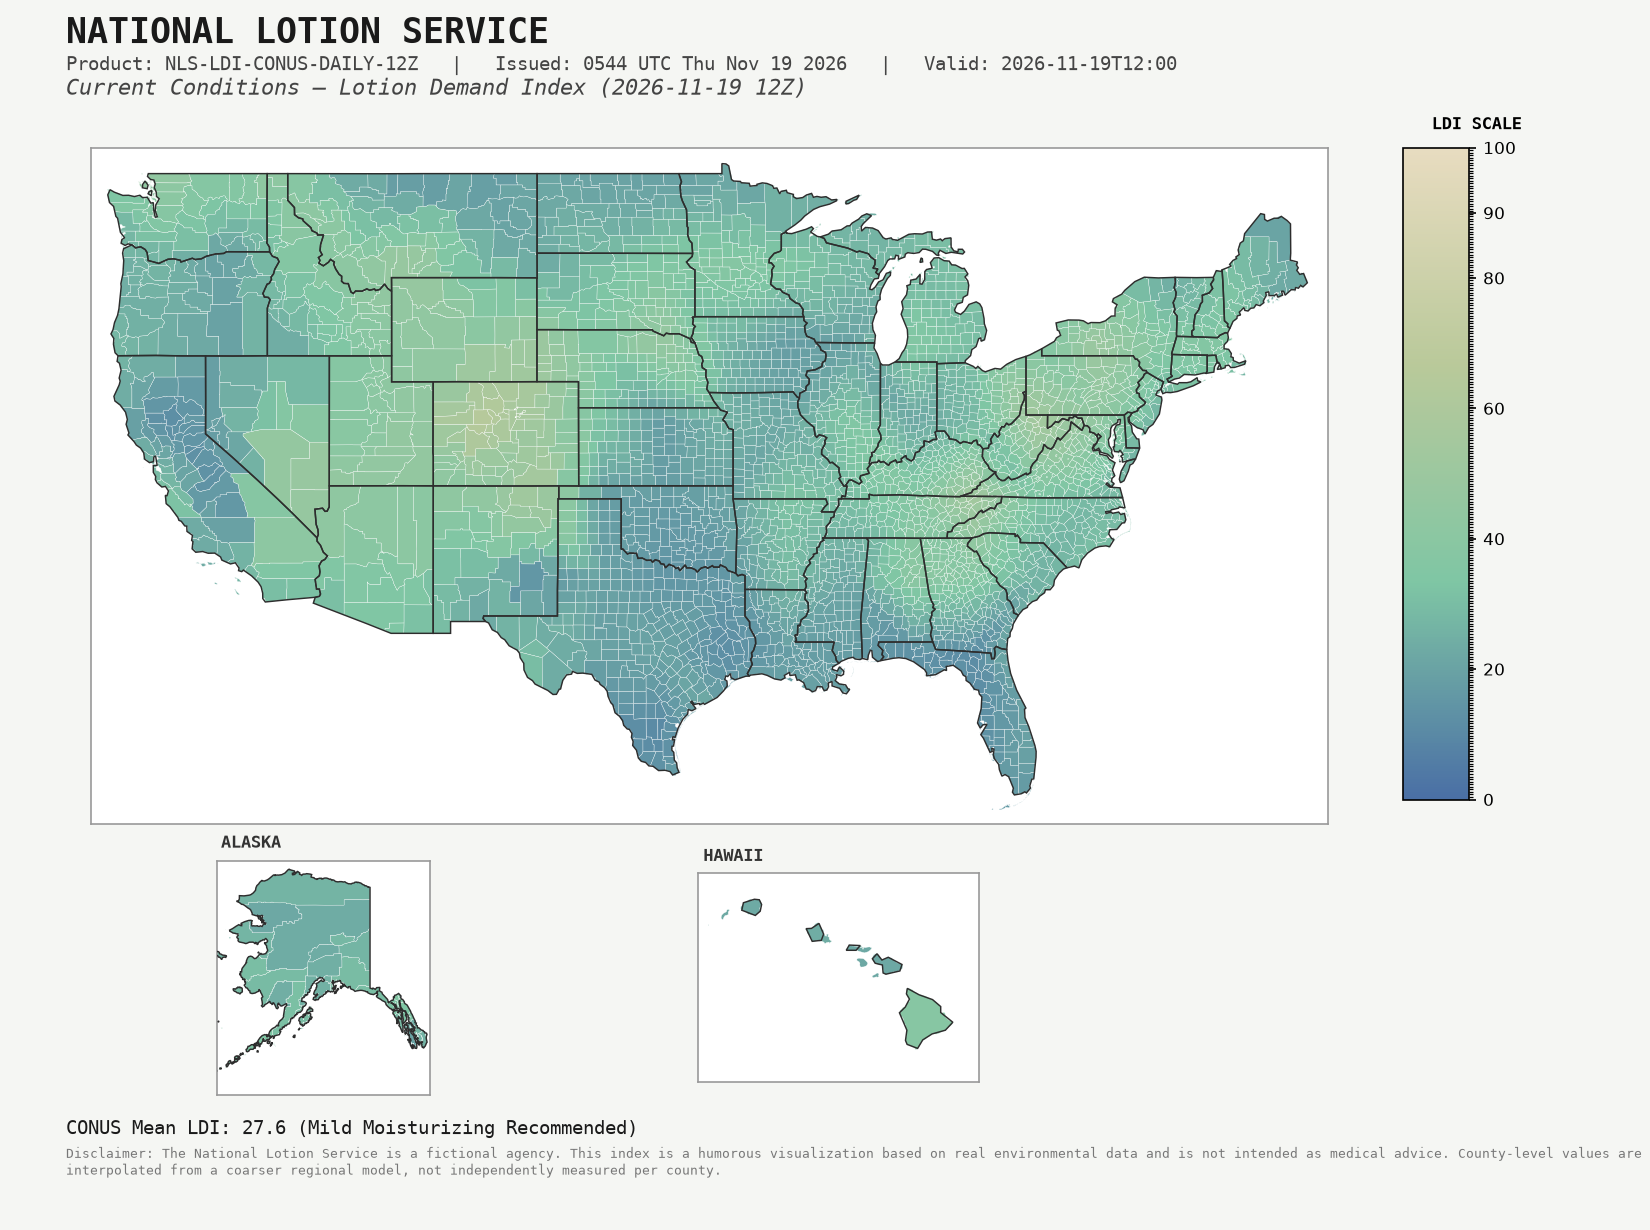 NATIONAL LOTION SERVICE
Product: NLS-LDI-CONUS-DAILY-12Z | Issued: 0544 UTC Thu Nov 19 2026 | Valid: 2026-11-19T12:00
Current Conditions — Lotion Demand Index (2026-11-19 12Z)
LDI SCALE
100
90
80
60
40
20
0
ALASKA
HAWAII
CONUS Mean LDI: 27.6 (Mild Moisturizing Recommended)
Disclaimer: The National Lotion Service is a fictional agency. This index is a humorous visualization based on real environmental data and is not intended as medical advice. County-level values are
interpolated from a coarser regional model, not independently measured per county.